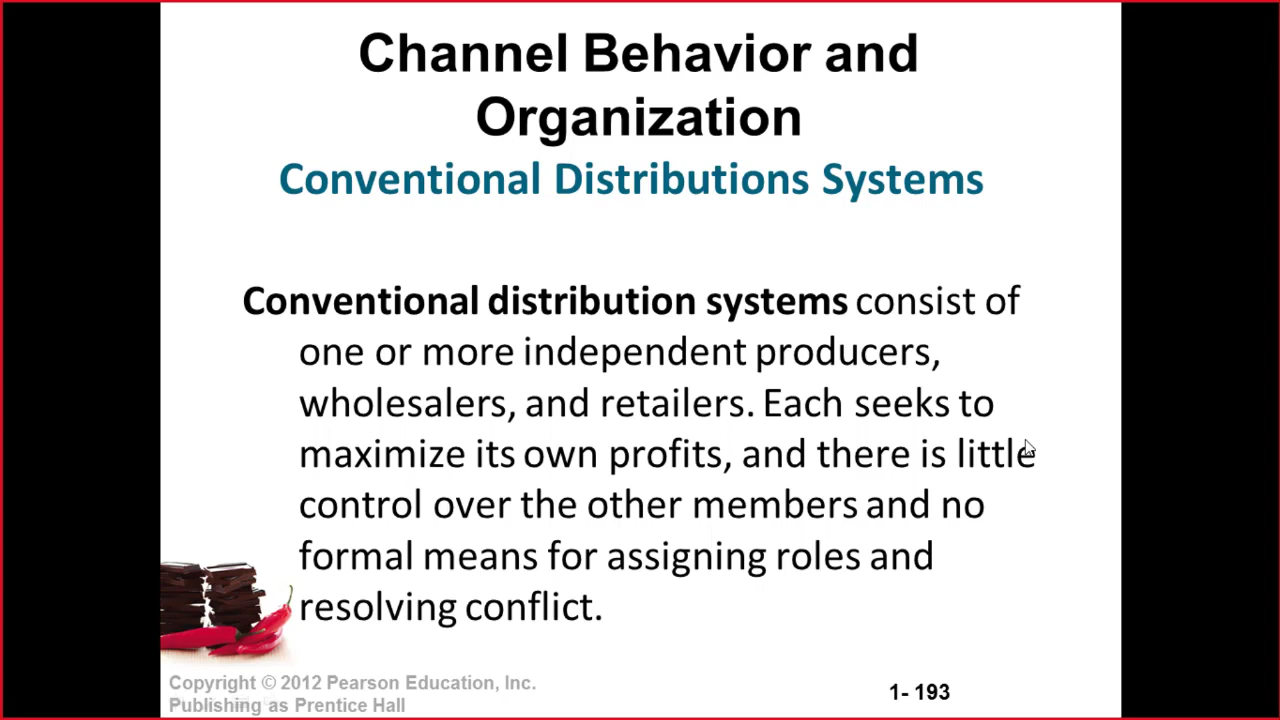 Channel Behavior and
Organization
Conventional Distributions Systems
Conventional distribution systems consist of
one or more independent producers,
wholesalers, and retailers. Each seeks to
maximize its own profits, and there is little
control over the other members and no
formal means for assigning roles and
resolving conflict.
Copyright © 2012 Pearson Education, Inc.
Publishing as Prentice Hall
1- 193